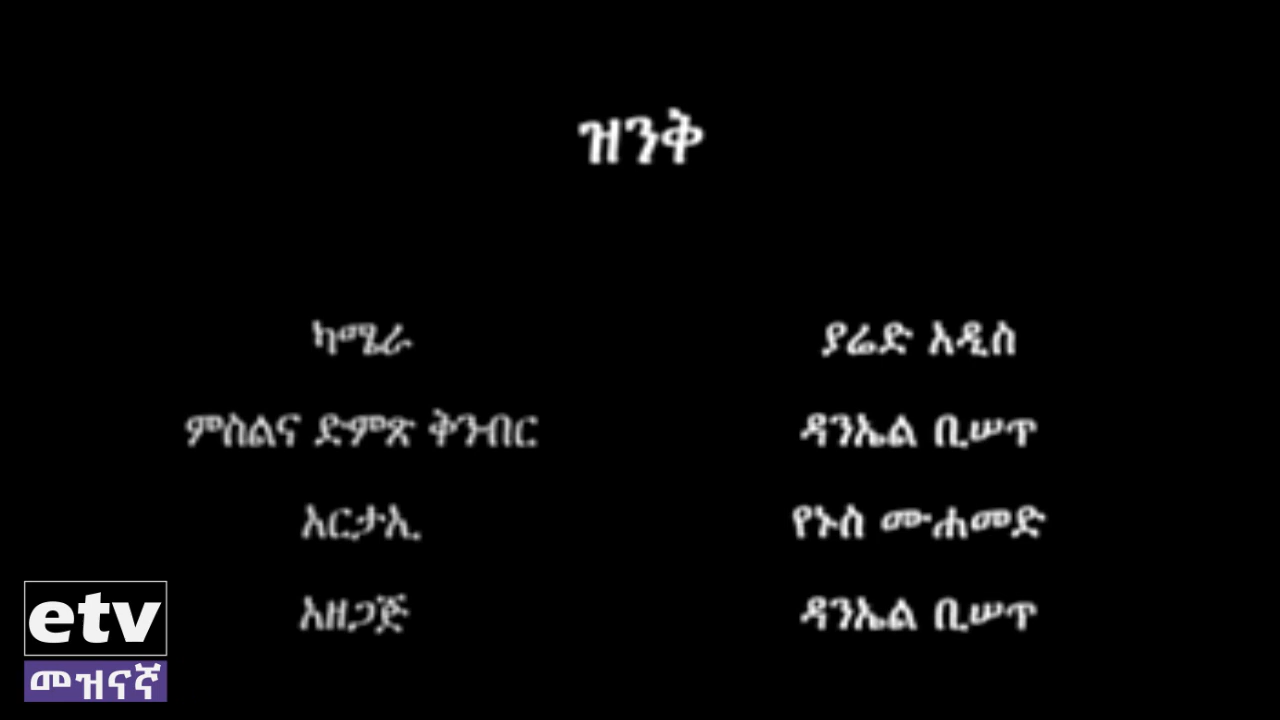 ዝንቅ
ካሜራ ያሬድ አዲስ
ምስልና ድምጽ ቅንብር ዳንኤል ቢሠጥ
አርታኢ የኑስ ሙሐመድ
አዘጋጅ ዳንኤል ቢሠጥ
etv
መዝናኛ